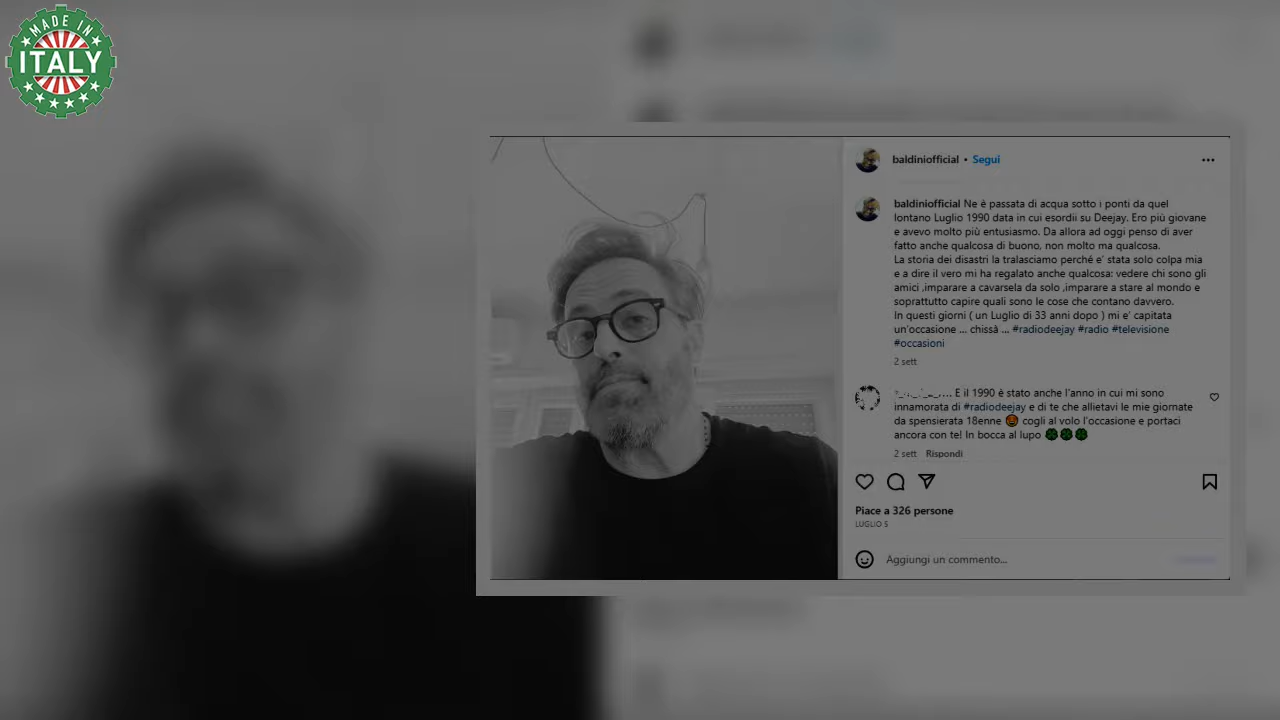 MADE IN
ITALY
baldiniofficial • Segui
baldiniofficial Ne è passata di acqua sotto i ponti da quel
lontano Luglio 1990 data in cui esordii su Deejay. Ero più giovane
e avevo molto più entusiasmo. Da allora ad oggi penso di aver
fatto anche qualcosa di buono, non molto ma qualcosa.
La storia dei disastri la tralasciamo perché e' stata solo colpa mia
e a dire il vero mi ha regalato anche qualcosa: vedere chi sono gli
amici ,imparare a cavarsela da solo ,imparare a stare al mondo e
soprattutto capire quali sono le cose che contano davvero.
In questi giorni ( un Luglio di 33 anni dopo ) mi e' capitata
un'occasione ... chissà ... #radiodeejay #radio #televisione
#occasioni
2 sett
E il 1990 è stato anche l'anno in cui mi sono
innamorata di #radiodeejay e di te che allietavi le mie giornate
da spensierata 18enne 😍 cogli al volo l'occasione e portaci
ancora con te! In bocca al lupo 🍀🍀🍀
2 sett Rispondi
Piace a 326 persone
LUGLIO 5
Aggiungi un commento...